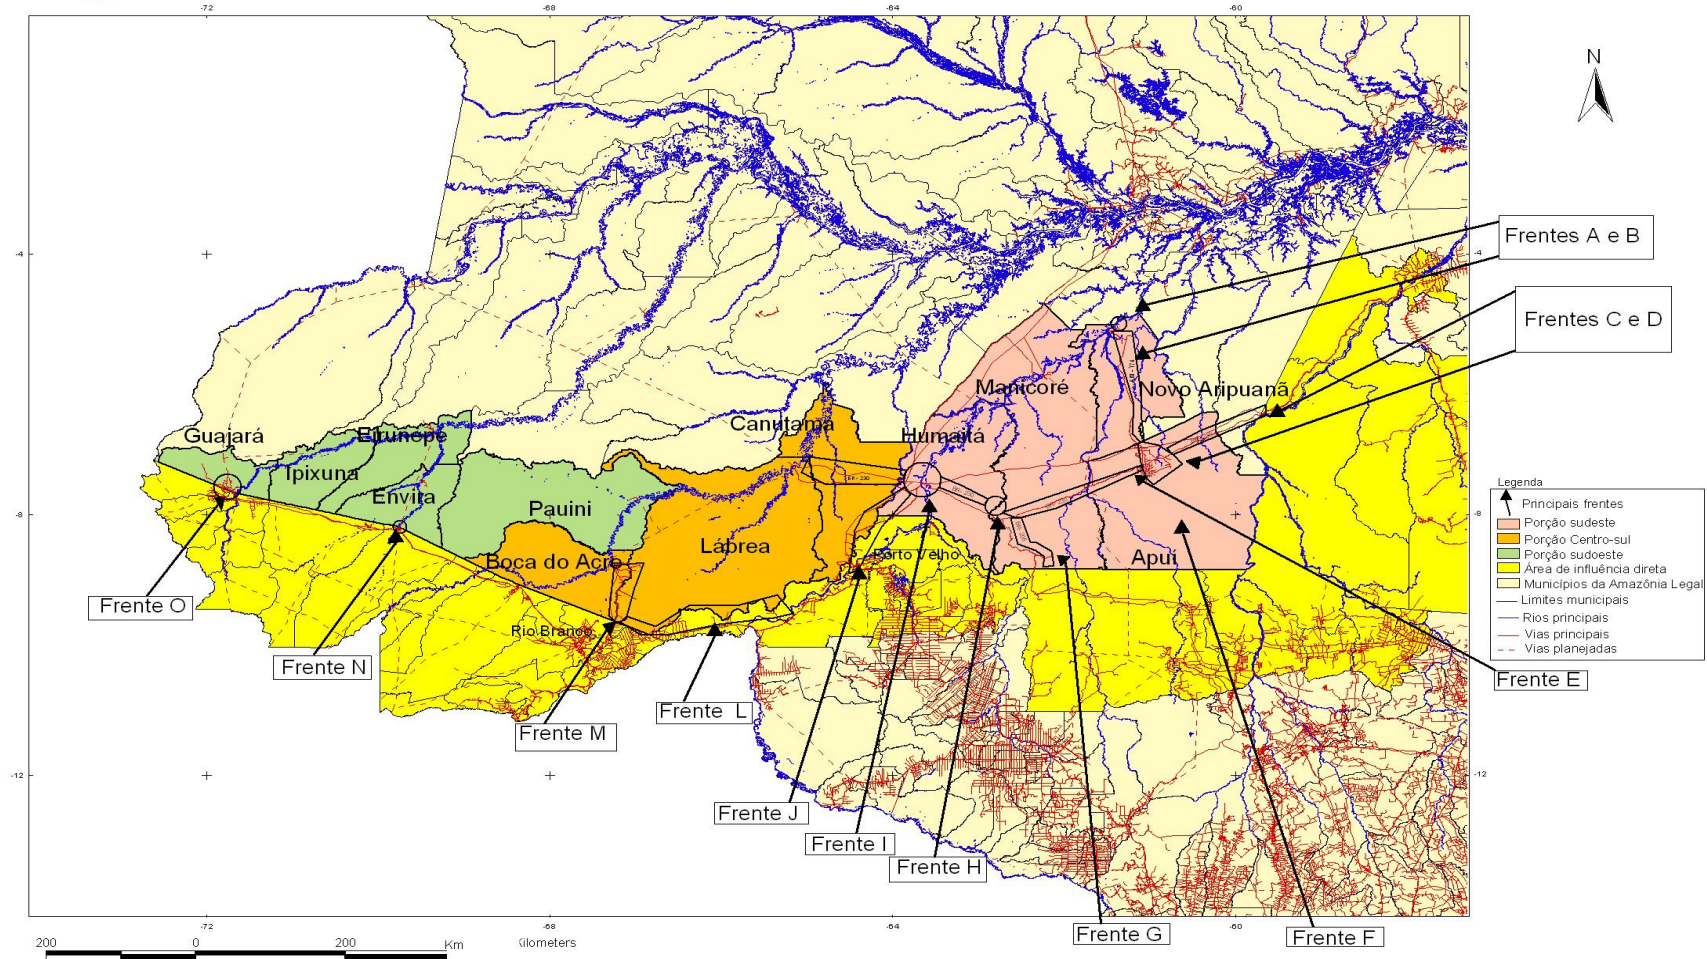 -72
-68
-60
N
Frentes A e B
-4
-4
Frentes C e D
Manicoré
Novo Aripuanã
Canutama
Humaitá
Guajará
Eirunepé
Ipixuna
Envira
Pauini
BR - 230
Legenda
Principais frentes
Porção sudeste
Porção Centro-sul
Porção sudoeste
Área de influência direta
Municípios da Amazônia Legal
Limites municipais
Rios principais
Vias principais
Vias planejadas
-8
-8
Lábrea
Boca do Acre
Porto Velho
Apuí
Frente O
Rio Branco
Frente N
Frente E
Frente L
Frente M
-12
-12
Frente J
Frente I
Frente H
-72
-68
-64
-60
Frente G
Frente F
200
0
200
Km
Kilometers